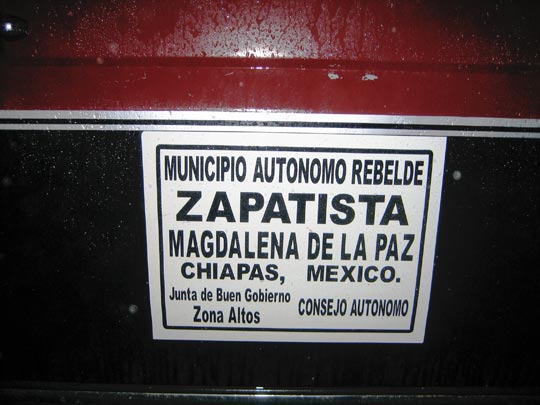 MUNICIPIO AUTONOMO REBELDE
ZAPATISTA
MAGDALENA DE LA PAZ
CHIAPAS, MEXICO.
Junta de Buen Gobierno
Zona Altos
CONSEJO AUTONOMO